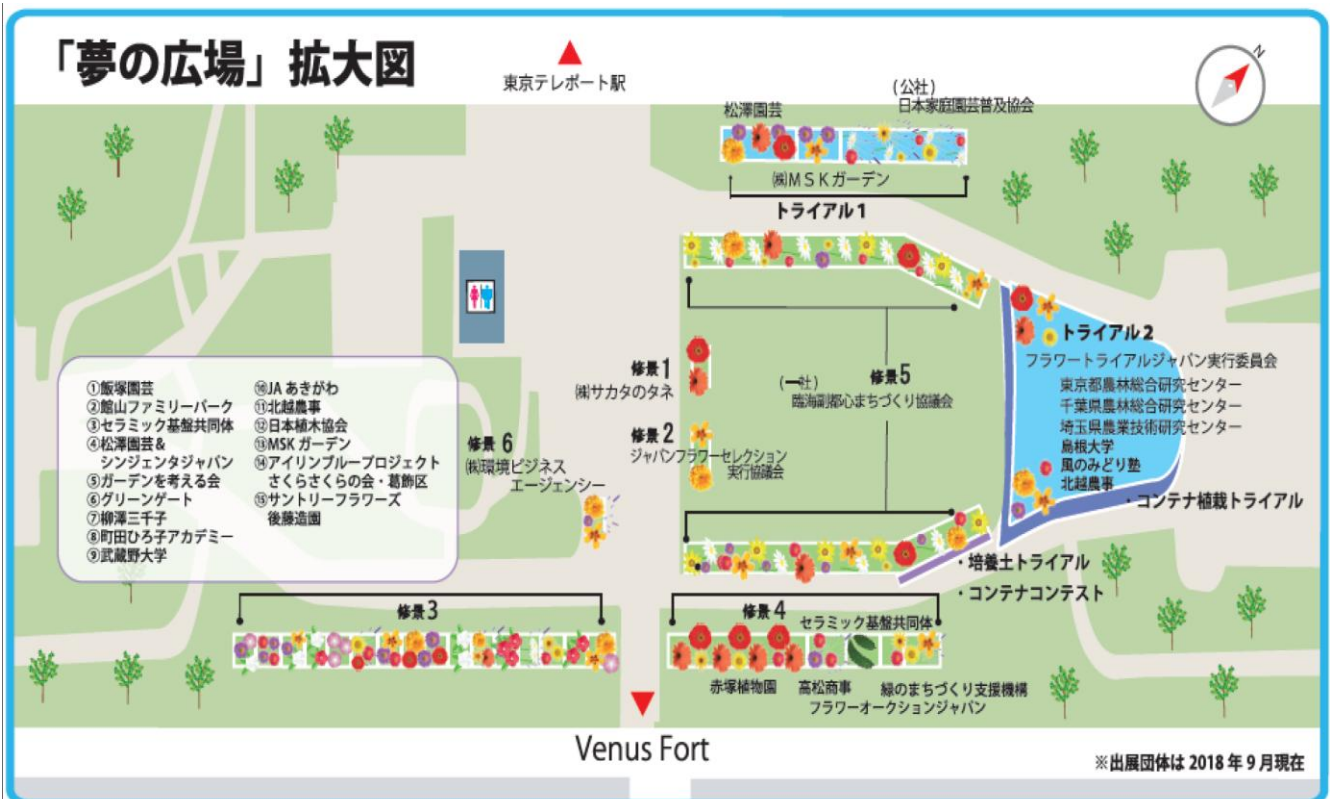 「夢の広場」拡大図
東京テレポート駅
N
松澤園芸
(公社)
日本家庭園芸普及協会
㈱MSKガーデン
トライアル1
修景1
㈱サカタのタネ
(一社)
修景5
臨海副都心まちづくり協議会
修景2
ジャパンフラワーセレクション
実行協議会
トライアル2
フラワートライアルジャパン実行委員会
東京都農林総合研究センター
千葉県農林総合研究センター
埼玉県農業技術研究センター
島根大学
風のみどり塾
北越農事
・コンテナ植栽トライアル
①飯塚園芸
②館山ファミリーパーク
③セラミック基盤共同体
④松澤園芸&
シンジェンタジャパン
⑤ガーデンを考える会
⑥グリーンゲート
⑦柳澤三千子
⑧町田ひろ子アカデミー
⑨武蔵野大学
⑩JAあきがわ
⑪北越農事
⑫日本植木協会
⑬MSKガーデン
⑭アイリンブループロジェクト
さくらさくらの会・葛飾区
⑮サントリーフラワーズ
後藤造園
修景 6
㈱環境ビジネス
エージェンシー
・培養土トライアル
・コンテナコンテスト
修景3
修景4
セラミック基盤共同体
赤塚植物園
高松商事
緑のまちづくり支援機構
フラワーオークションジャパン
Venus Fort
※出展団体は2018年9月現在